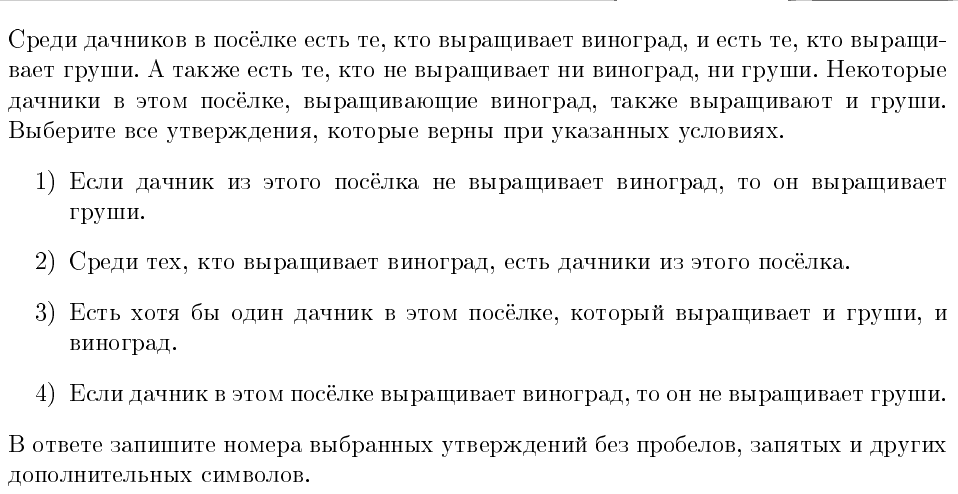 Среди дачников в посёлке есть те, кто выращивает виноград, и есть те, кто выращи-
вает груши. А также есть те, кто не выращивает ни виноград, ни груши. Некоторые
дачники в этом посёлке, выращивающие виноград, также выращивают и груши.
Выберите все утверждения, которые верны при указанных условиях.
1) Если дачник из этого посёлка не выращивает виноград, то он выращивает
груши.
2) Среди тех, кто выращивает виноград, есть дачники из этого посёлка.
3) Есть хотя бы один дачник в этом посёлке, который выращивает и груши, и
виноград.
4) Если дачник в этом посёлке выращивает виноград, то он не выращивает груши.
В ответе запишите номера выбранных утверждений без пробелов, запятых и других
дополнительных символов.